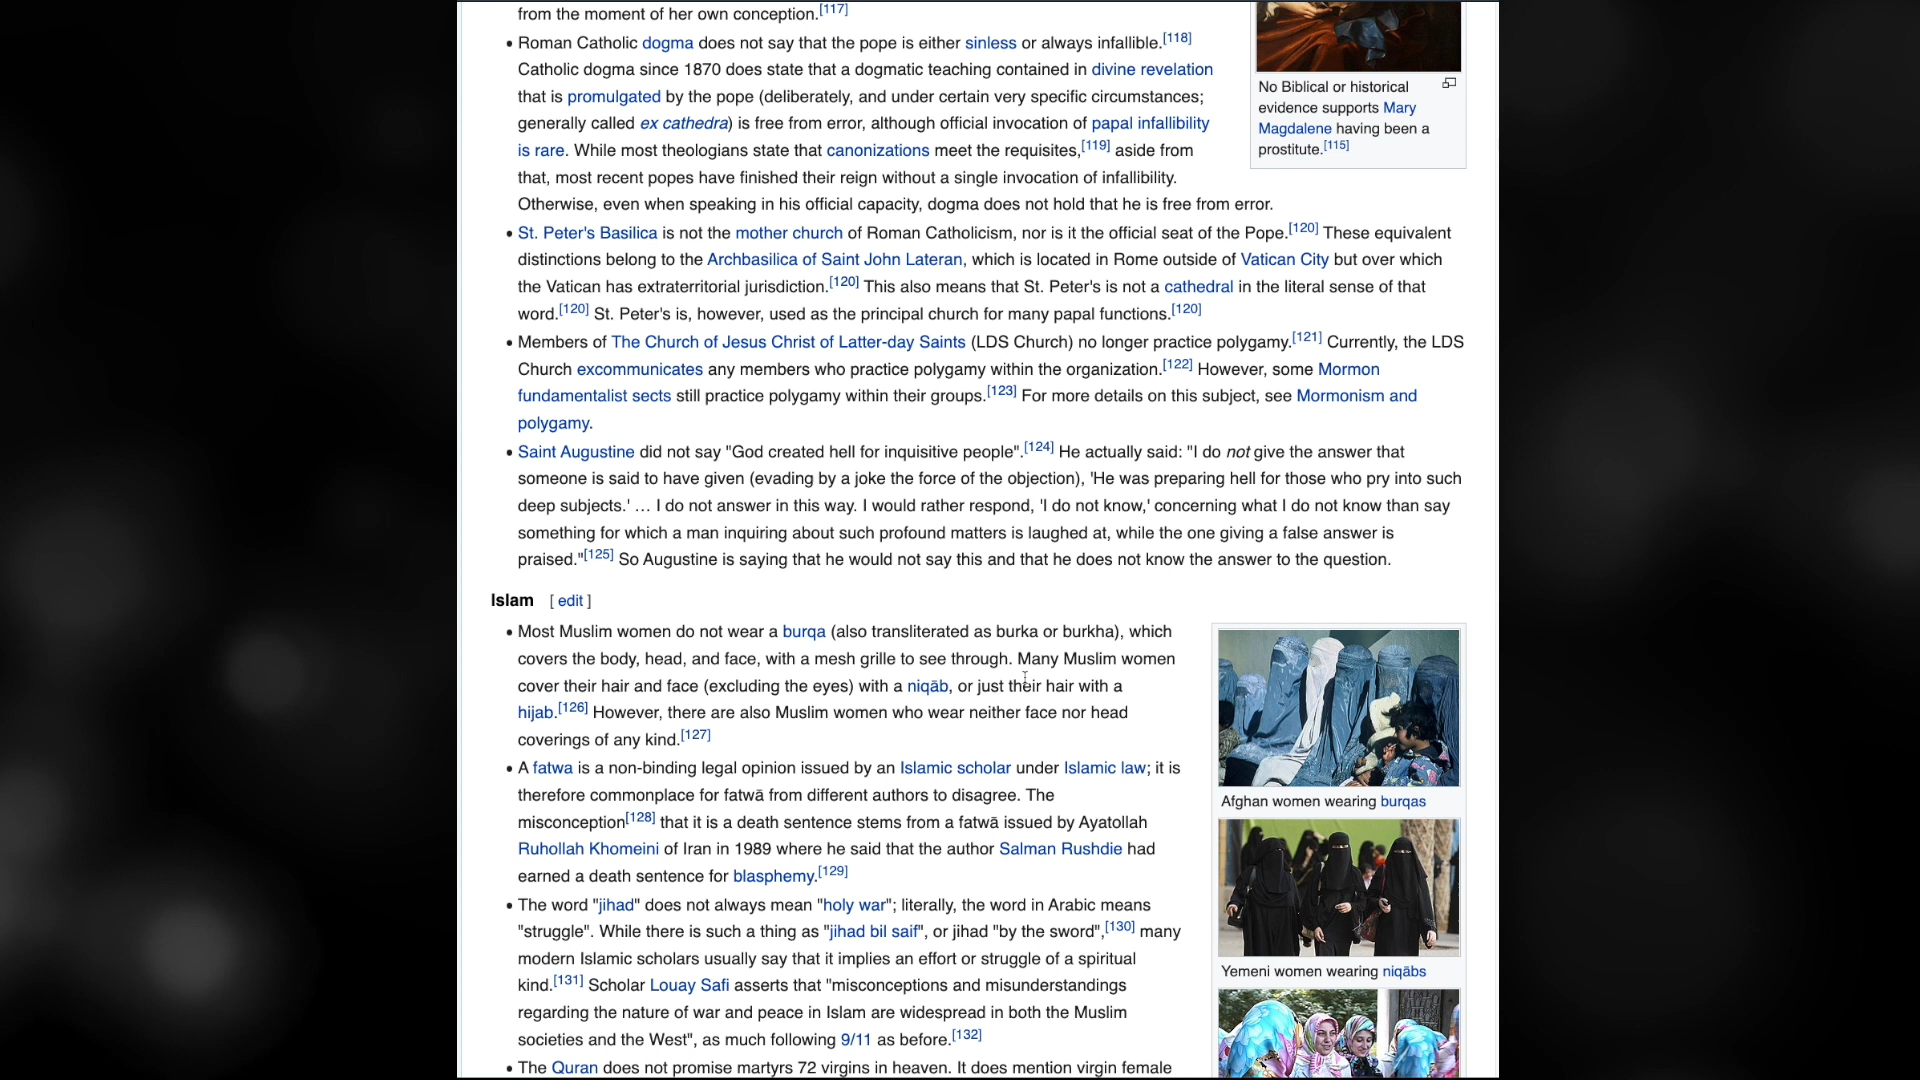 from the moment of her own conception.[117]
• Roman Catholic dogma does not say that the pope is either sinless or always infallible.[118]
Catholic dogma since 1870 does state that a dogmatic teaching contained in divine revelation
that is promulgated by the pope (deliberately, and under certain very specific circumstances;
generally called ex cathedra) is free from error, although official invocation of papal infallibility
is rare. While most theologians state that canonizations meet the requisites,[119] aside from
that, most recent popes have finished their reign without a single invocation of infallibility.
Otherwise, even when speaking in his official capacity, dogma does not hold that he is free from error.
No Biblical or historical
evidence supports Mary
Magdalene having been a
prostitute.[115]
• St. Peter's Basilica is not the mother church of Roman Catholicism, nor is it the official seat of the Pope.[120] These equivalent
distinctions belong to the Archbasilica of Saint John Lateran, which is located in Rome outside of Vatican City but over which
the Vatican has extraterritorial jurisdiction.[120] This also means that St. Peter's is not a cathedral in the literal sense of that
word.[120] St. Peter's is, however, used as the principal church for many papal functions.[120]
• Members of The Church of Jesus Christ of Latter-day Saints (LDS Church) no longer practice polygamy.[121] Currently, the LDS
Church excommunicates any members who practice polygamy within the organization.[122] However, some Mormon
fundamentalist sects still practice polygamy within their groups.[123] For more details on this subject, see Mormonism and
polygamy.
• Saint Augustine did not say "God created hell for inquisitive people".[124] He actually said: "I do not give the answer that
someone is said to have given (evading by a joke the force of the objection), 'He was preparing hell for those who pry into such
deep subjects.' … I do not answer in this way. I would rather respond, 'I do not know,' concerning what I do not know than say
something for which a man inquiring about such profound matters is laughed at, while the one giving a false answer is
praised."[125] So Augustine is saying that he would not say this and that he does not know the answer to the question.
Islam [ edit ]
• Most Muslim women do not wear a burqa (also transliterated as burka or burkha), which
covers the body, head, and face, with a mesh grille to see through. Many Muslim women
cover their hair and face (excluding the eyes) with a niqāb, or just their hair with a
hijab.[126] However, there are also Muslim women who wear neither face nor head
coverings of any kind.[127]
• A fatwa is a non-binding legal opinion issued by an Islamic scholar under Islamic law; it is
therefore commonplace for fatwā from different authors to disagree. The
misconception[128] that it is a death sentence stems from a fatwā issued by Ayatollah
Ruhollah Khomeini of Iran in 1989 where he said that the author Salman Rushdie had
earned a death sentence for blasphemy.[129]
• The word "jihad" does not always mean "holy war"; literally, the word in Arabic means
"struggle". While there is such a thing as "jihad bil saif", or jihad "by the sword",[130] many
modern Islamic scholars usually say that it implies an effort or struggle of a spiritual
kind.[131] Scholar Louay Safi asserts that "misconceptions and misunderstandings
regarding the nature of war and peace in Islam are widespread in both the Muslim
societies and the West", as much following 9/11 as before.[132]
• The Quran does not promise martyrs 72 virgins in heaven. It does mention virgin female
Afghan women wearing burqas
Yemeni women wearing niqābs